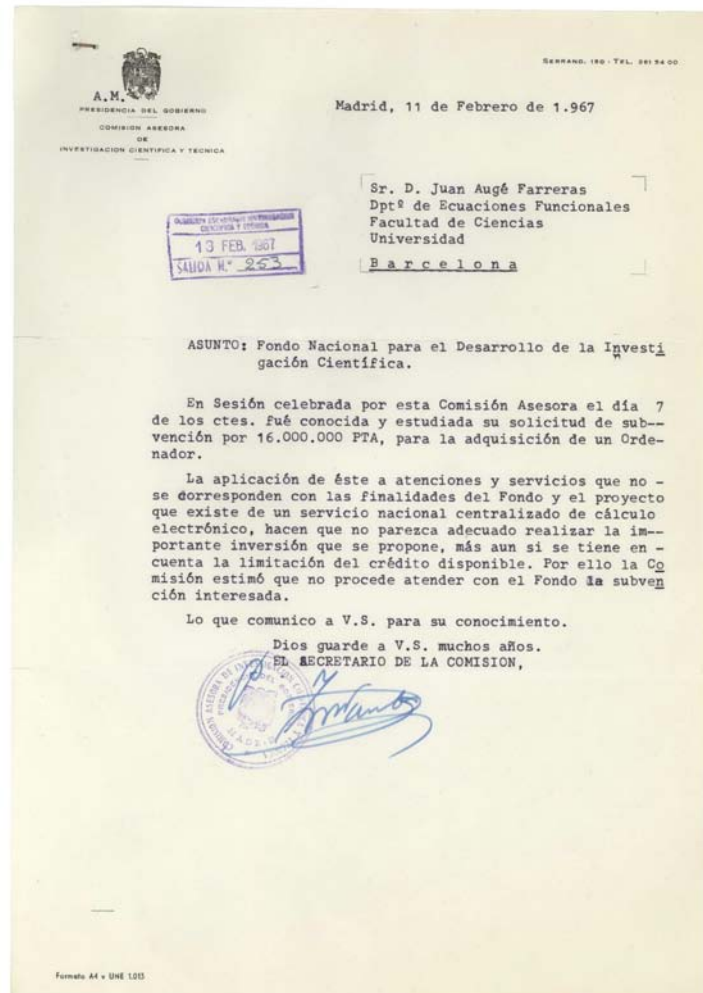 SERRANO, 150 - TEL. 261 94 00
A.M.
PRESIDENCIA DEL GOBIERNO
COMISION ASESORA
DE
INVESTIGACION CIENTIFICA Y TECNICA
Madrid, 11 de Febrero de 1.967
Sr. D. Juan Augé Farreras
Dptº de Ecuaciones Funcionales
Facultad de Ciencias
Universidad
Barcelona
CIENTIFICA Y TECNICA
13 FEB. 1967
SALIDA N.º 253
ASUNTO: Fondo Nacional para el Desarrollo de la Investi
gación Científica.
En Sesión celebrada por esta Comisión Asesora el día 7
de los ctes. fué conocida y estudiada su solicitud de sub--
vención por 16.000.000 PTA, para la adquisición de un Orde-
nador.
La aplicación de éste a atenciones y servicios que no -
se corresponden con las finalidades del Fondo y el proyecto
que existe de un servicio nacional centralizado de cálculo
electrónico, hacen que no parezca adecuado realizar la im--
portante inversión que se propone, más aun si se tiene en -
cuenta la limitación del crédito disponible. Por ello la Co
misión estimó que no procede atender con el Fondo la subven
ción interesada.
Lo que comunico a V.S. para su conocimiento.
Dios guarde a V.S. muchos años.
EL SECRETARIO DE LA COMISION,
Formato A4 v UNE 1.013